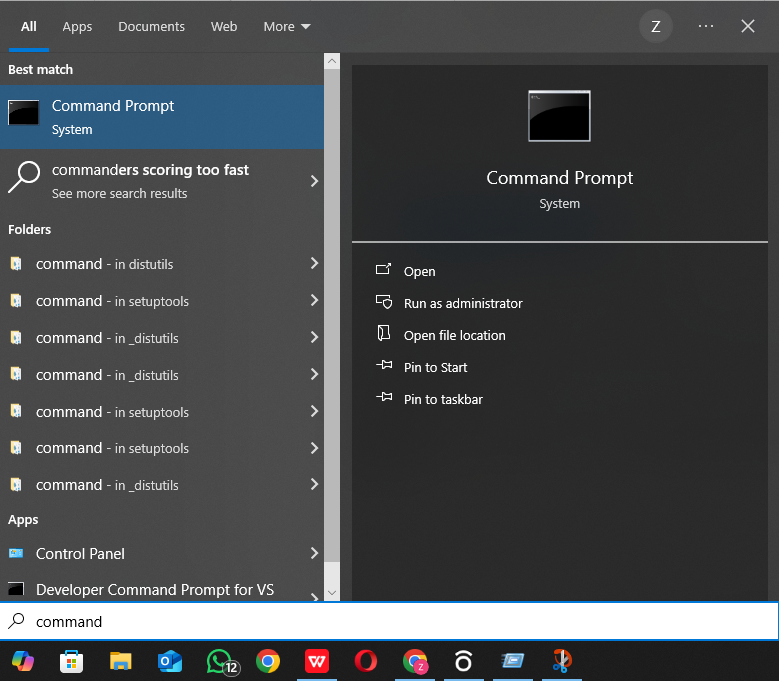 All Apps Documents Web More Z ...
Best match
Command Prompt
System
commanders scoring too fast
See more search results
Folders
command - in distutils
command - in setuptools
command - in _distutils
command - in _distutils
command - in setuptools
command - in setuptools
command - in _distutils
Apps
Control Panel
Developer Command Prompt for VS
Command Prompt
System
Open
Run as administrator
Open file location
Pin to Start
Pin to taskbar
command
12
Z